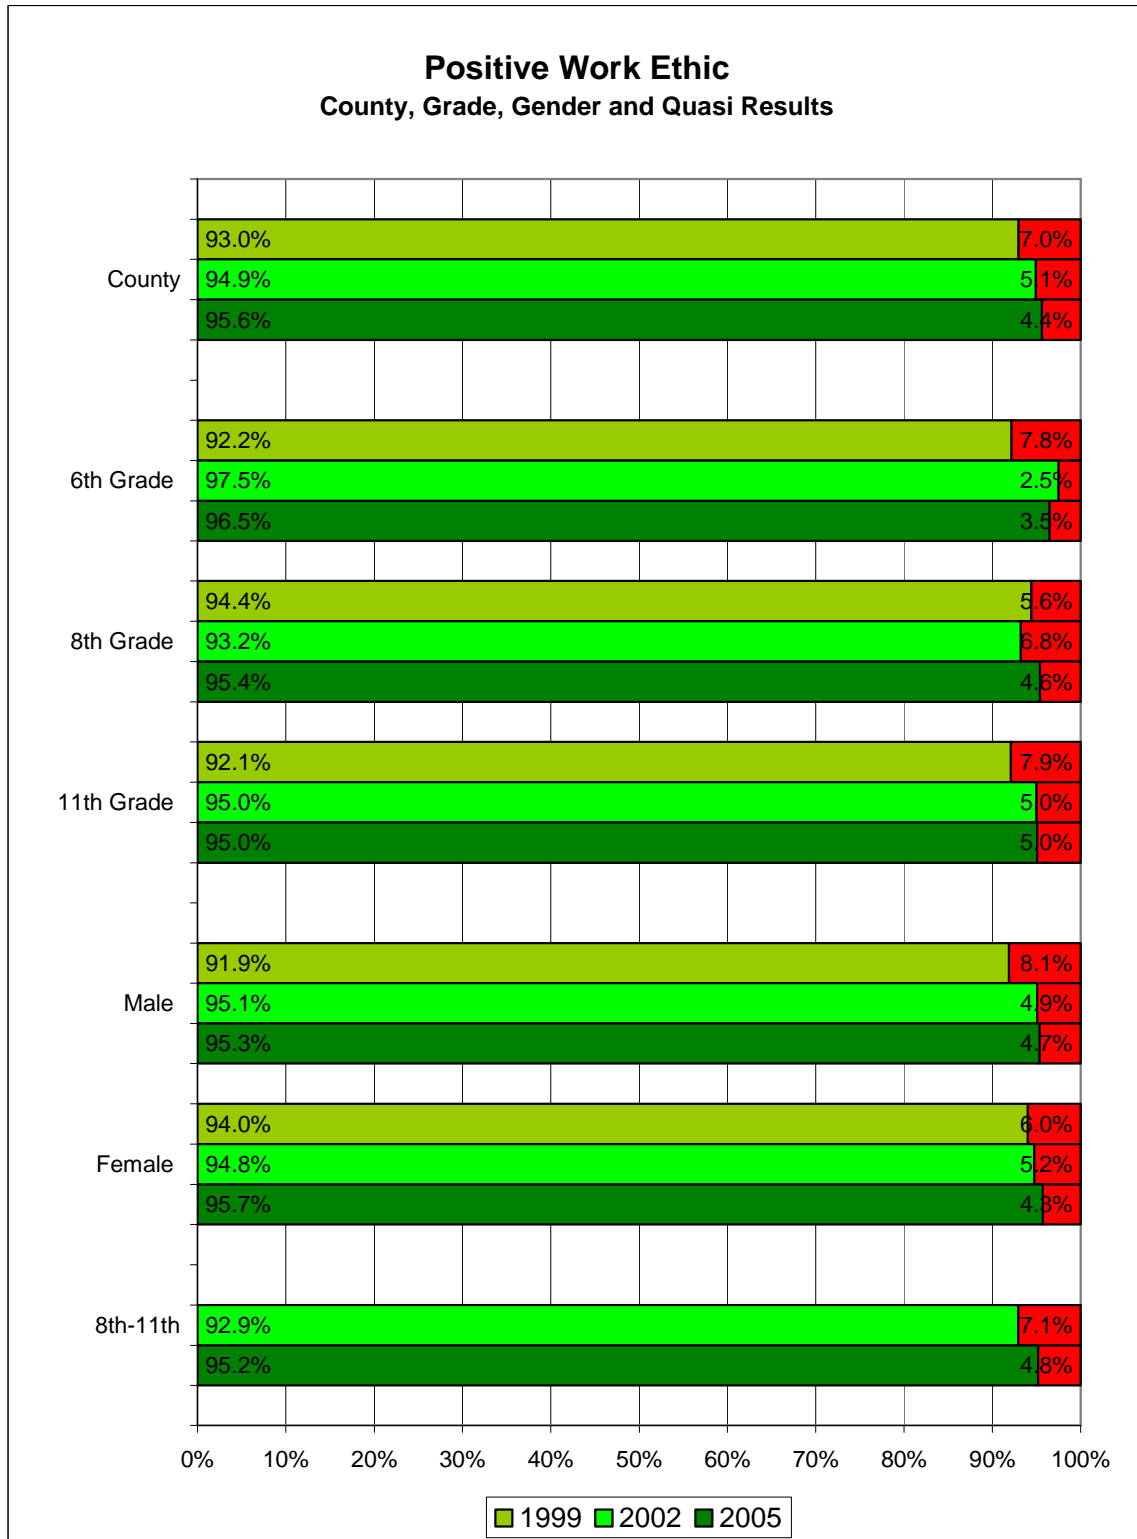 Positive Work Ethic
County, Grade, Gender and Quasi Results
93.0% 7.0%
County 94.9% 5.1%
95.6% 4.4%
92.2% 7.8%
6th Grade 97.5% 2.5%
96.5% 3.5%
94.4% 5.6%
8th Grade 93.2% 6.8%
95.4% 4.6%
92.1% 7.9%
11th Grade 95.0% 5.0%
95.0% 5.0%
91.9% 8.1%
Male 95.1% 4.9%
95.3% 4.7%
94.0% 6.0%
Female 94.8% 5.2%
95.7% 4.3%
8th-11th 92.9% 7.1%
95.2% 4.8%
0% 10% 20% 30% 40% 50% 60% 70% 80% 90% 100%
1999 2002 2005